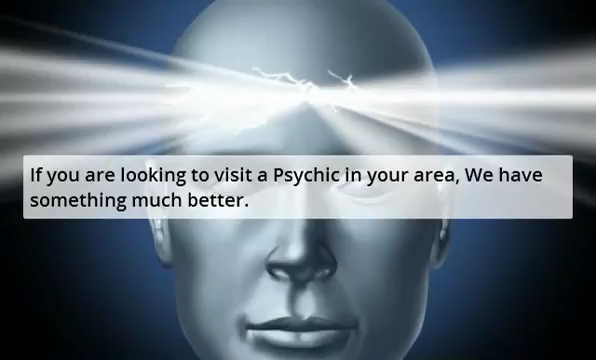 If you are looking to visit a Psychic in your area, We have
something much better.